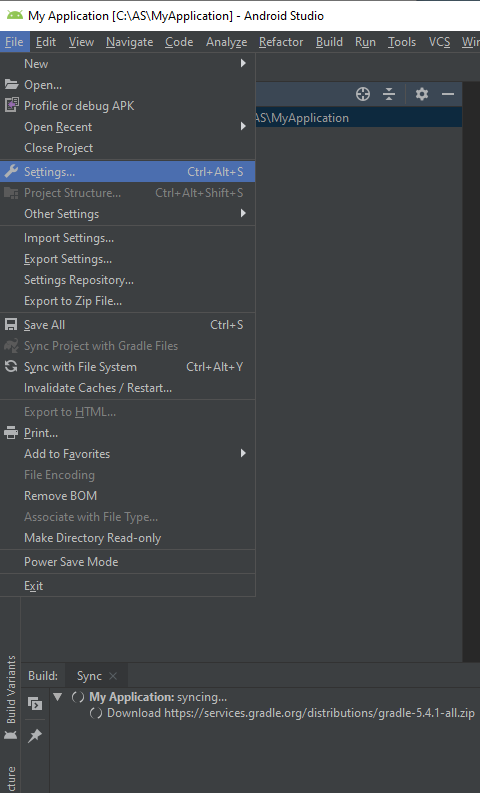 My Application [C:\AS\MyApplication] - Android Studio
File Edit View Navigate Code Analyze Refactor Build Run Tools VCS Win
New
Open...
AS\MyApplication
Profile or debug APK
Open Recent
Close Project
Settings... Ctrl+Alt+S
Project Structure... Ctrl+Alt+Shift+S
Other Settings
Import Settings...
Export Settings...
Settings Repository...
Export to Zip File...
Save All Ctrl+S
Sync Project with Gradle Files
Sync with File System Ctrl+Alt+Y
Invalidate Caches / Restart...
Export to HTML...
Print...
Add to Favorites
File Encoding
Remove BOM
Associate with File Type...
Make Directory Read-only
Power Save Mode
Exit
Build Variants
cture
Build: Sync
My Application: syncing...
Download https://services.gradle.org/distributions/gradle-5.4.1-all.zip